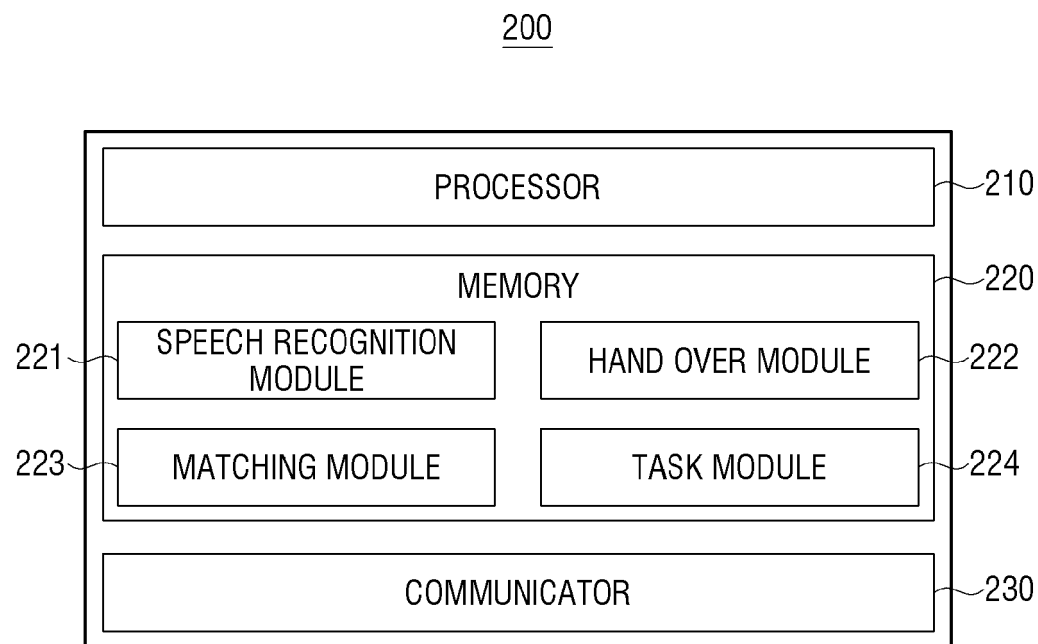 200
PROCESSOR
210
MEMORY
220
221
SPEECH RECOGNITION
MODULE
HAND OVER MODULE
222
223
MATCHING MODULE
TASK MODULE
224
COMMUNICATOR
230